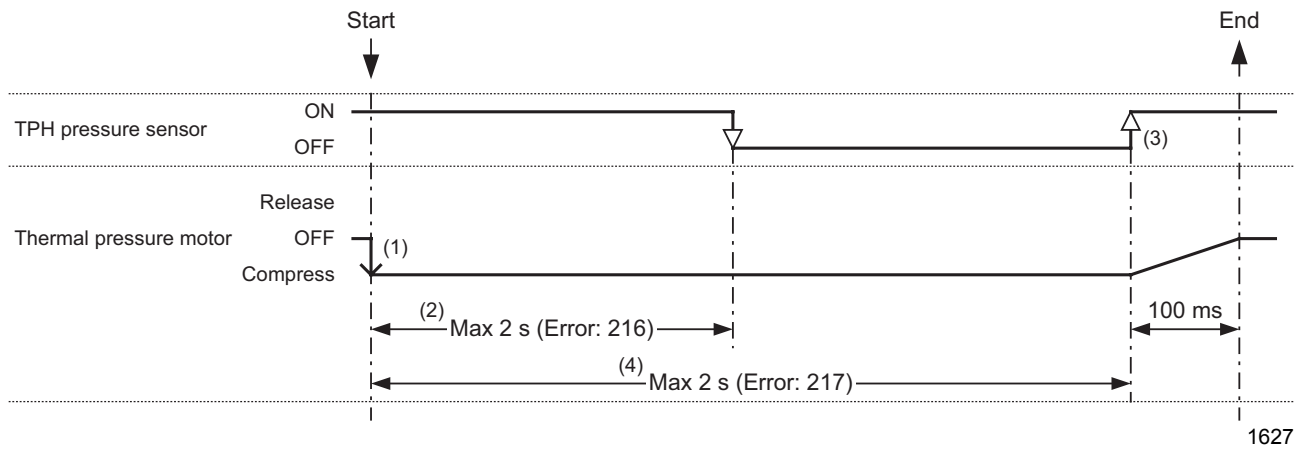 Start
End
TPH pressure sensor
ON
OFF
(3)
Release
Thermal pressure motor
OFF
(1)
Compress
(2)
Max 2 s (Error: 216)
100 ms
(4)
Max 2 s (Error: 217)
1627